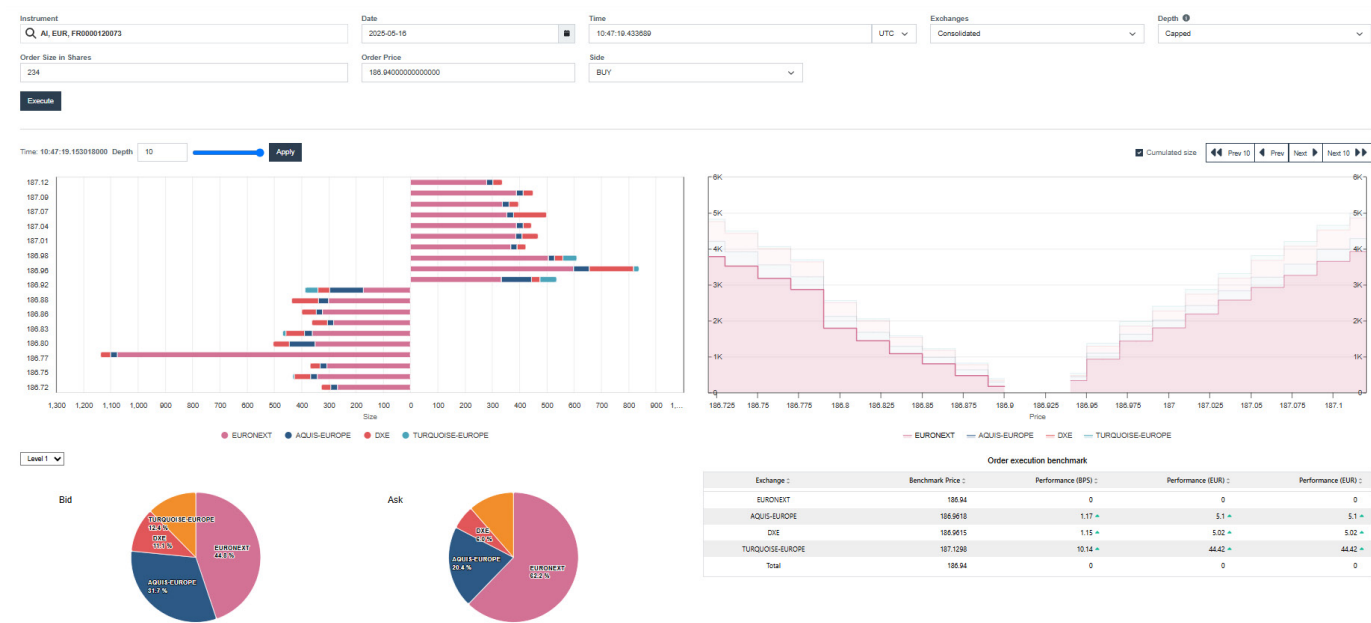 Instrument Date Time Exchanges Depth
AI, EUR, FR0000120073 2025-05-16 10:47:19.433689 UTC Consolidated Capped
Order Size in Shares Order Price Side
234 186.94000000000000 BUY
Execute
Time: 10:47:19.153018000 Depth 10 Apply
Cumulated size Prev 10 Prev Next Next 10
187.12
187.09
187.07
187.04
187.01
186.98
186.96
186.92
186.88
186.86
186.83
186.80
186.77
186.75
186.72
1,300 1,200 1,100 1,000 900 800 700 600 500 400 300 200 100 0 100 200 300 400 500 600 700 800 900 1,...
Size
EURONEXT AQUIS-EUROPE DXE TURQUOISE-EUROPE
6K 6K
5K 5K
4K 4K
3K 3K
2K 2K
1K 1K
0 0
186.725 186.75 186.775 186.8 186.825 186.85 186.875 186.9 186.925 186.95 186.975 187 187.025 187.05 187.075 187.1
Price
EURONEXT AQUIS-EUROPE DXE TURQUOISE-EUROPE
Level 1
Bid
TURQUOISE-EUROPE
12.4 %
DXE
11.1 %
EURONEXT
44.8 %
AQUIS-EUROPE
31.7 %
Ask
DXE
AQUIS-EUROPE
20.4 %
EURONEXT
62.2 %
Order execution benchmark
Exchange Benchmark Price Performance (BPS) Performance (EUR) Performance (EUR)
EURONEXT 186.94 0 0 0
AQUIS-EUROPE 186.9618 1.17 5.1 5.1
DXE 186.9615 1.15 5.02 5.02
TURQUOISE-EUROPE 187.1298 10.14 44.42 44.42
Total 186.94 0 0 0